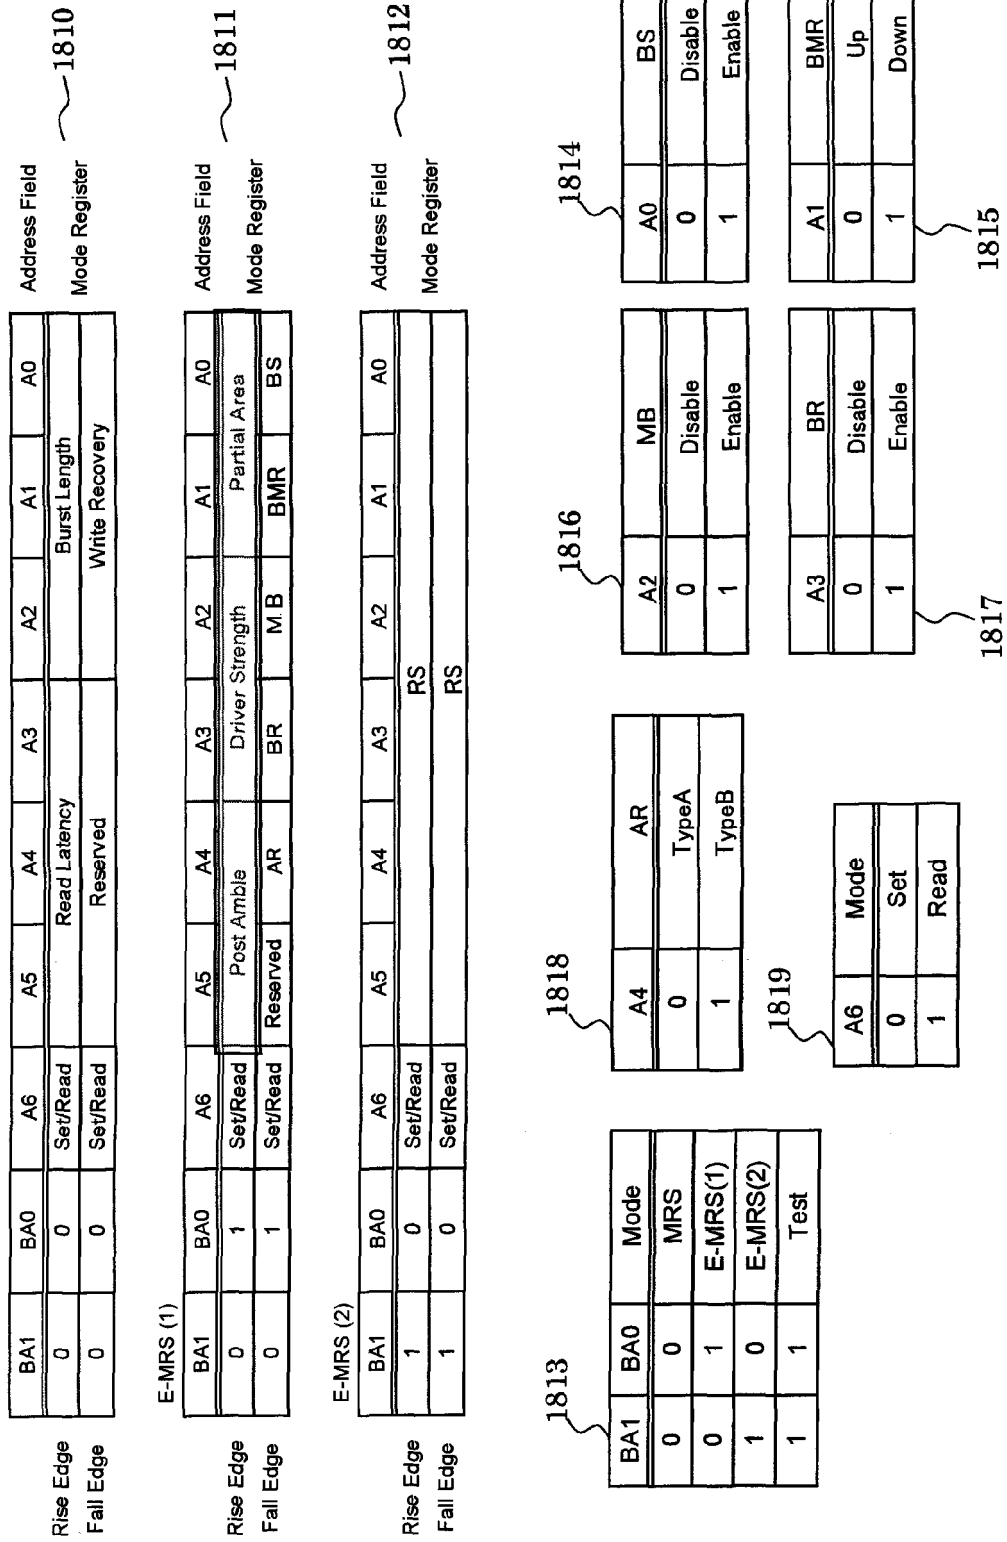 BA1 BA0 A6 A5 A4 A3 A2 A1 A0 Address Field
Rise Edge 0 0 Set/Read Read Latency Burst Length Mode Register 1810
Fall Edge 0 0 Set/Read Reserved Write Recovery
E-MRS (1)
BA1 BA0 A6 A5 A4 A3 A2 A1 A0 Address Field
Rise Edge 0 1 Set/Read Post Amble Driver Strength Partial Area Mode Register 1811
Fall Edge 0 1 Set/Read Reserved AR BR M.B BMR BS
E-MRS (2)
BA1 BA0 A6 A5 A4 A3 A2 A1 A0 Address Field
Rise Edge 1 0 Set/Read RS Mode Register 1812
Fall Edge 1 0 Set/Read RS
1813
BA1 BA0 Mode
0 0 MRS
0 1 E-MRS(1)
1 0 E-MRS(2)
1 1 Test
1818
A4 AR
0 TypeA
1 TypeB
1819
A6 Mode
0 Set
1 Read
1816
A2 MB
0 Disable
1 Enable
A3 BR
0 Disable
1 Enable
1817
1814
A0 BS
0 Disable
1 Enable
A1 BMR
0 Up
1 Down
1815